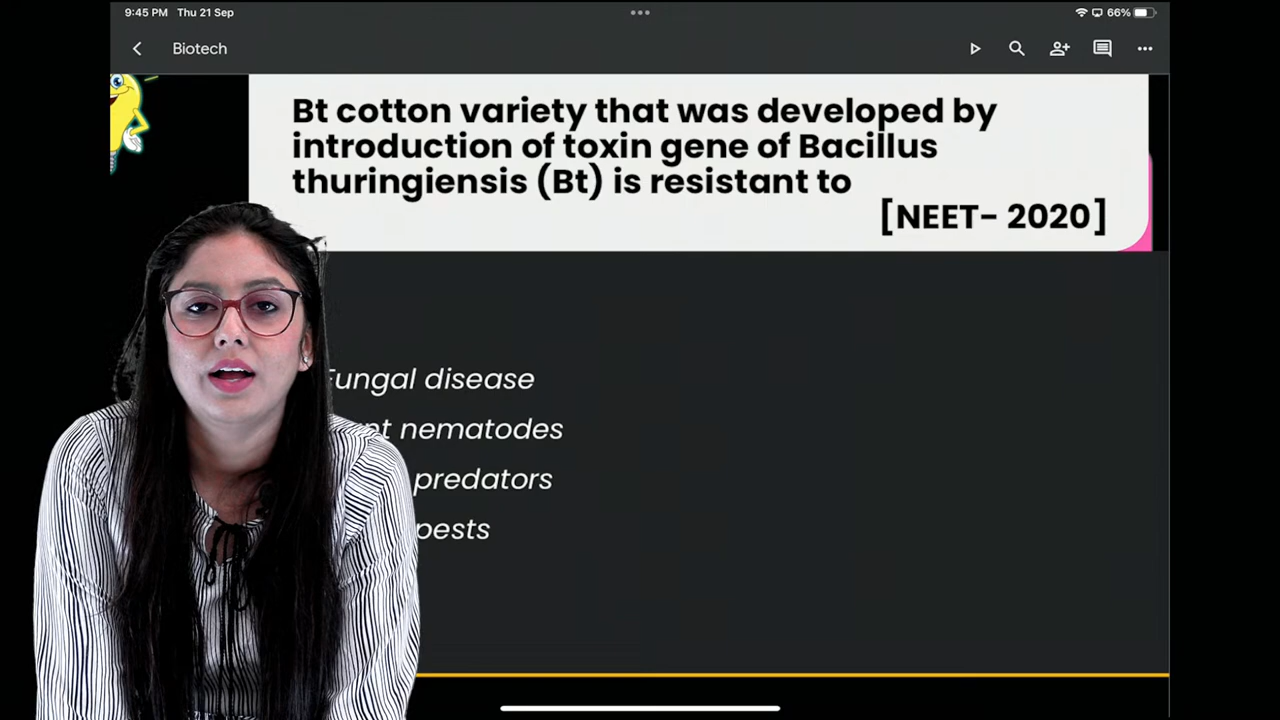 9:45 PM Thu 21 Sep
66%
Biotech
Bt cotton variety that was developed by
introduction of toxin gene of Bacillus
thuringiensis (Bt) is resistant to
[NEET- 2020]
Fungal disease
nematodes
predators
pests